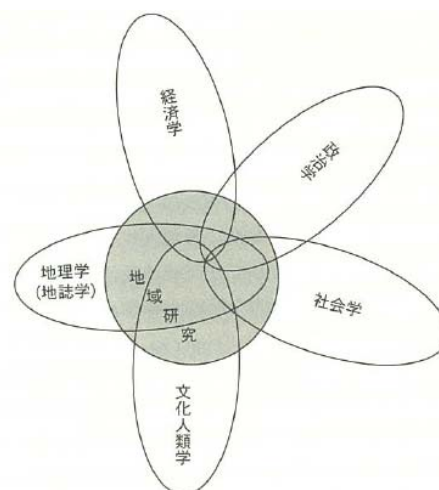 経済学
政治学
地理学
(地誌学)
地域研究
社会学
文化人類学